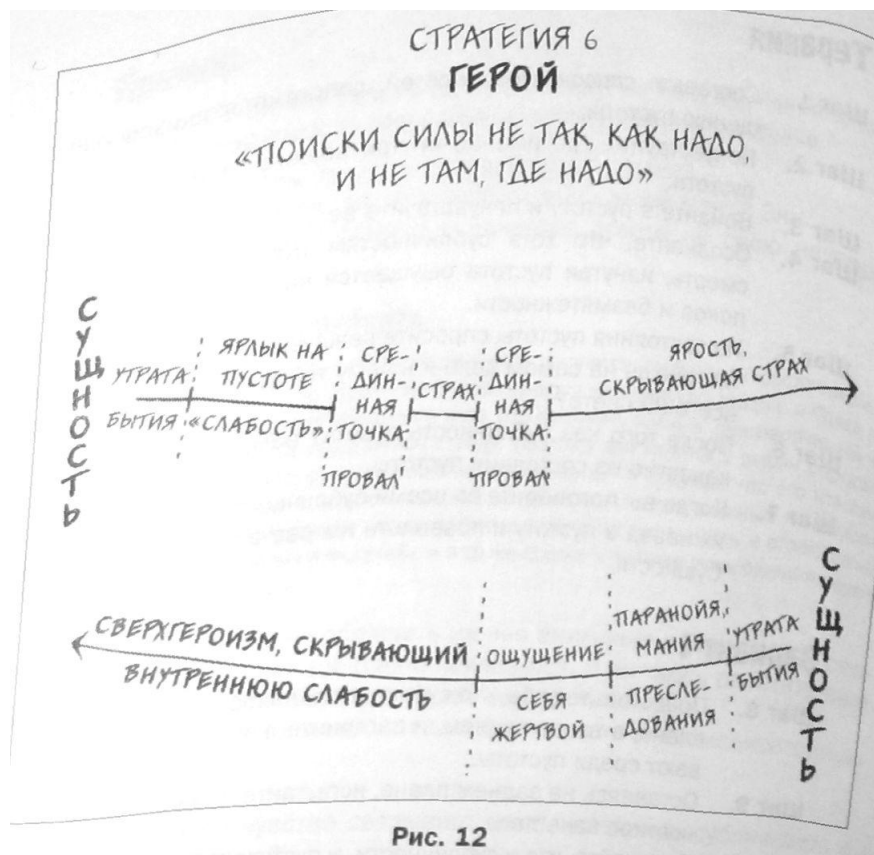 СТРАТЕГИЯ 6
ГЕРОЙ
«ПОИСКИ СИЛЫ НЕ ТАК, КАК НАДО,
И НЕ ТАМ, ГДЕ НАДО»
СУЩНОСТЬ
УТРАТА
БЫТИЯ
ЯРЛЫК НА
ПУСТОТЕ
«СЛАБОСТЬ»
СРЕ-
ДИН-
НАЯ
ТОЧКА
ПРОВАЛ
СТРАХ
СРЕ-
ДИН-
НАЯ
ТОЧКА
ПРОВАЛ
ЯРОСТЬ,
СКРЫВАЮЩАЯ СТРАХ
СВЕРХГЕРОИЗМ, СКРЫВАЮЩИЙ
ВНУТРЕННЮЮ СЛАБОСТЬ
ОЩУЩЕНИЕ
СЕБЯ
ЖЕРТВОЙ
ПАРАНОЙЯ,
МАНИЯ
ПРЕСЛЕ-
ДОВАНИЯ
УТРАТА
БЫТИЯ
СУЩНОСТЬ
Рис. 12